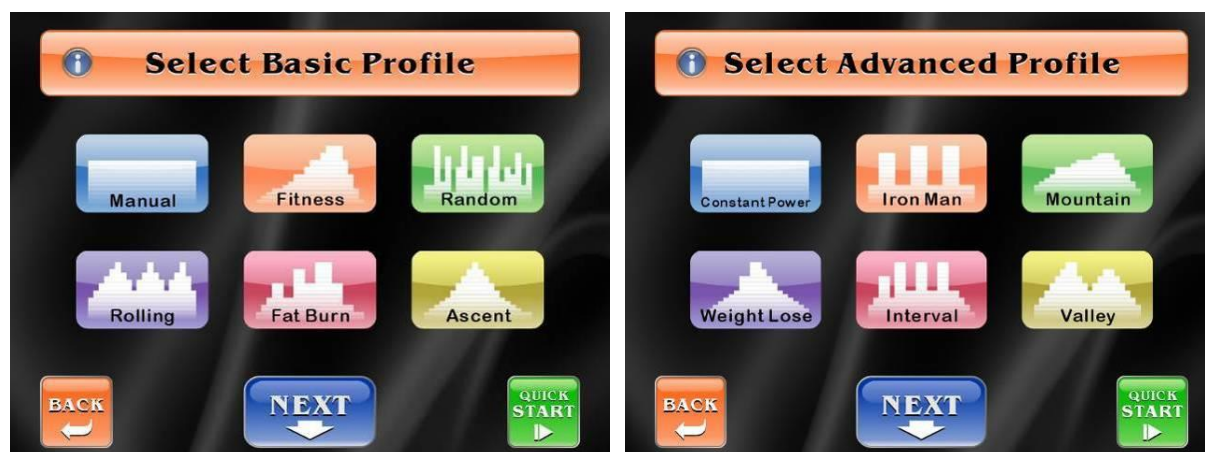 Select Basic Profile
Manual
Fitness
Random
Rolling
Fat Burn
Ascent
BACK
NEXT
QUICK
START
Select Advanced Profile
Constant Power
Iron Man
Mountain
Weight Lose
Interval
Valley
BACK
NEXT
QUICK
START